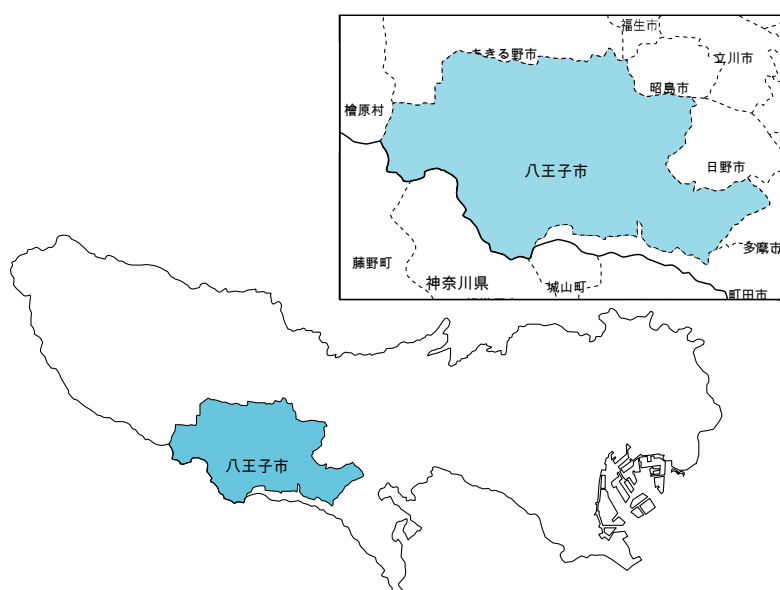 福生市
あきる野市
立川市
昭島市
檜原村
日野市
八王子市
多摩市
藤野町
神奈川県
城山町
町田市
八王子市